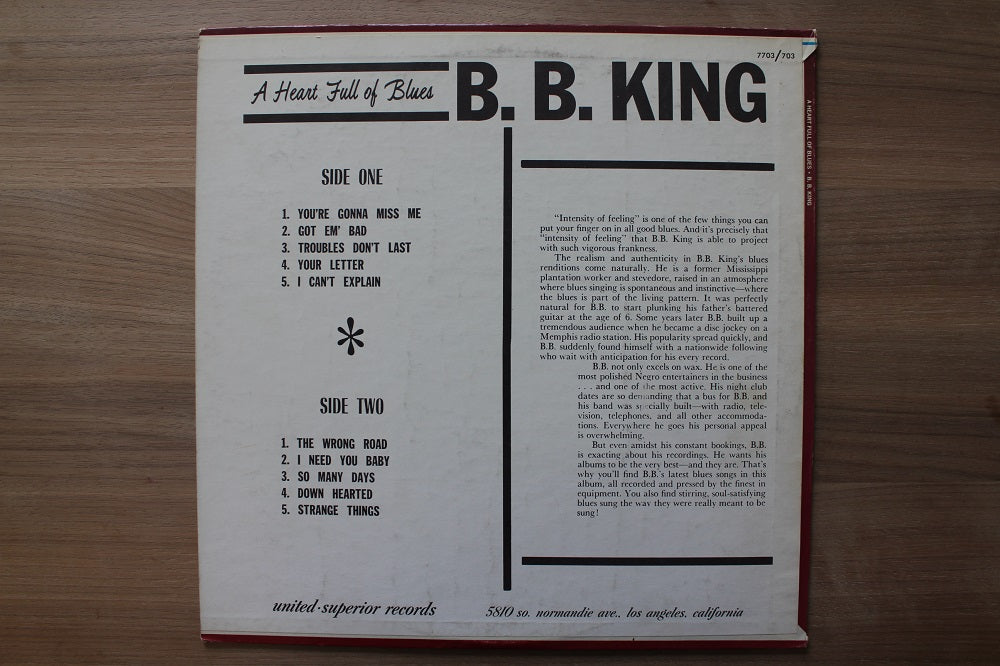 7703/703
A Heart Full of Blues B. B. KING
SIDE ONE
1. YOU'RE GONNA MISS ME
2. GOT EM' BAD
3. TROUBLES DON'T LAST
4. YOUR LETTER
5. I CAN'T EXPLAIN
*
SIDE TWO
1. THE WRONG ROAD
2. I NEED YOU BABY
3. SO MANY DAYS
4. DOWN HEARTED
5. STRANGE THINGS
"Intensity of feeling" is one of the few things you can
put your finger on in all good blues. And it's precisely that
"intensity of feeling" that B.B. King is able to project
with such vigorous frankness.
The realism and authenticity in B.B. King's blues
renditions come naturally. He is a former Mississippi
plantation worker and stevedore, raised in an atmosphere
where blues singing is spontaneous and instinctive—where
the blues is part of the living pattern. It was perfectly
natural for B.B. to start plunking his father's battered
guitar at the age of 6. Some years later B.B. built up a
tremendous audience when he became a disc jockey on a
Memphis radio station. His popularity spread quickly, and
B.B. suddenly found himself with a nationwide following
who wait with anticipation for his every record.
B.B. not only excels on wax. He is one of the
most polished Negro entertainers in the business
. . . and one of the most active. His night club
dates are so demanding that a bus for B.B. and
his band was specially built—with radio, tele-
vision, telephones, and all other accommoda-
tions. Everywhere he goes his personal appeal
is overwhelming.
But even amidst his constant bookings, B.B.
is exacting about his recordings. He wants his
albums to be the very best—and they are. That's
why you'll find B.B.'s latest blues songs in this
album, all recorded and pressed by the finest in
equipment. You also find stirring, soul-satisfying
blues sung the way they were really meant to be
sung!
united·superior records 5810 so. normandie ave., los angeles, california
A HEART FULL OF BLUES • B. B. KING